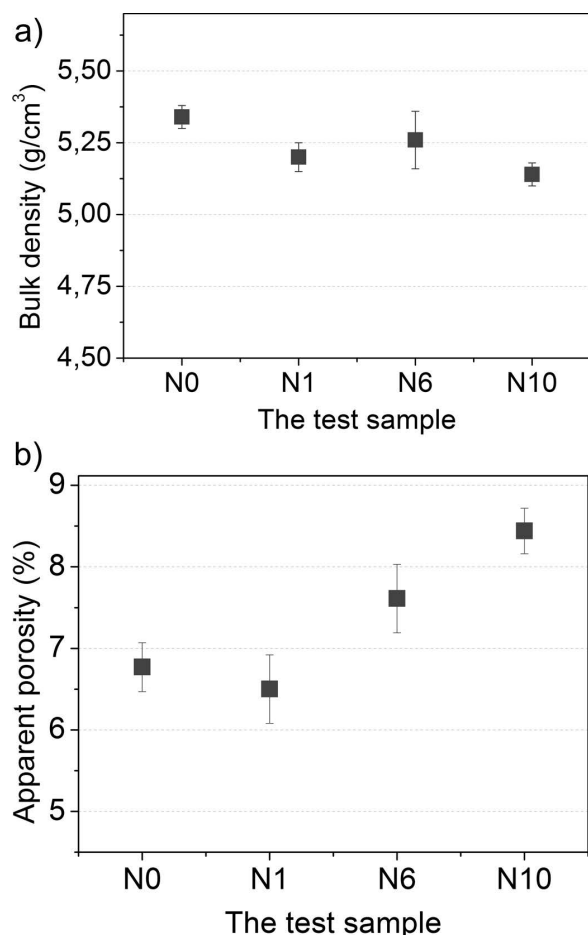 a)
Bulk density (g/cm³)
5,50
5,25
5,00
4,75
4,50
N0 N1 N6 N10
The test sample
b)
Apparent porosity (%)
9
8
7
6
5
N0 N1 N6 N10
The test sample